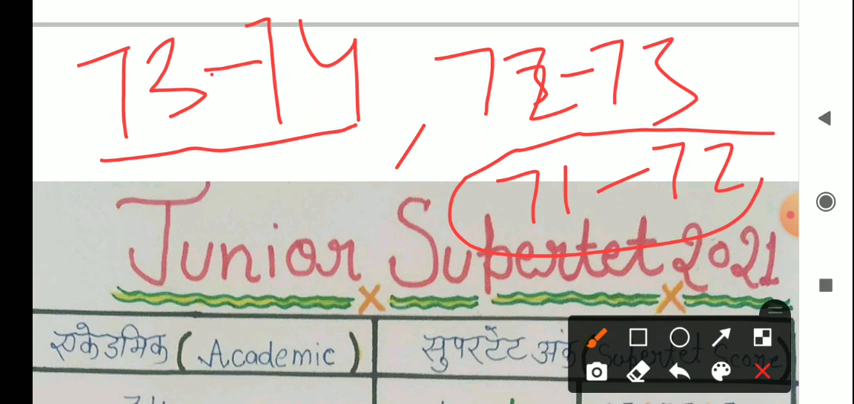 73-74, 72-73
71-72
Junior Supertet 2021
एकेडमिक (Academic) सुपरटेट अंक (Supertet Score)